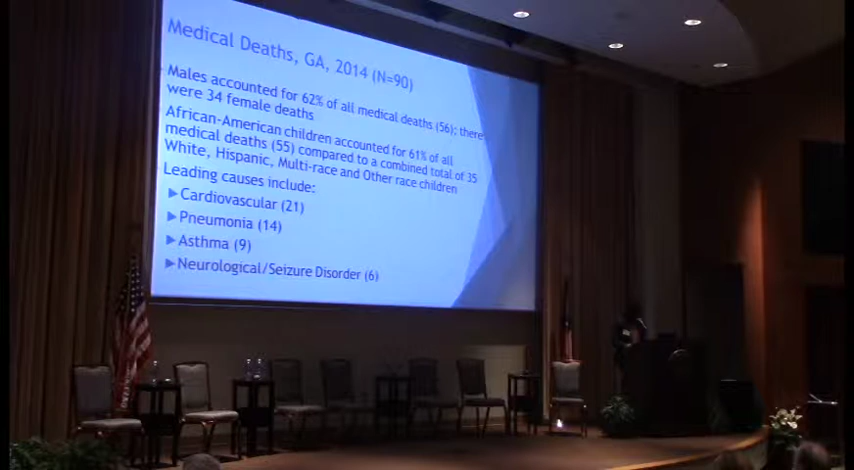 Medical Deaths, GA, 2014 (N=90)
Males accounted for 62% of all medical deaths (56); there
were 34 female deaths
African-American children accounted for 61% of all
medical deaths (55) compared to a combined total of 35
White, Hispanic, Multi-race and Other race children
Leading causes include:
Cardiovascular (21)
Pneumonia (14)
Asthma (9)
Neurological/Seizure Disorder (6)